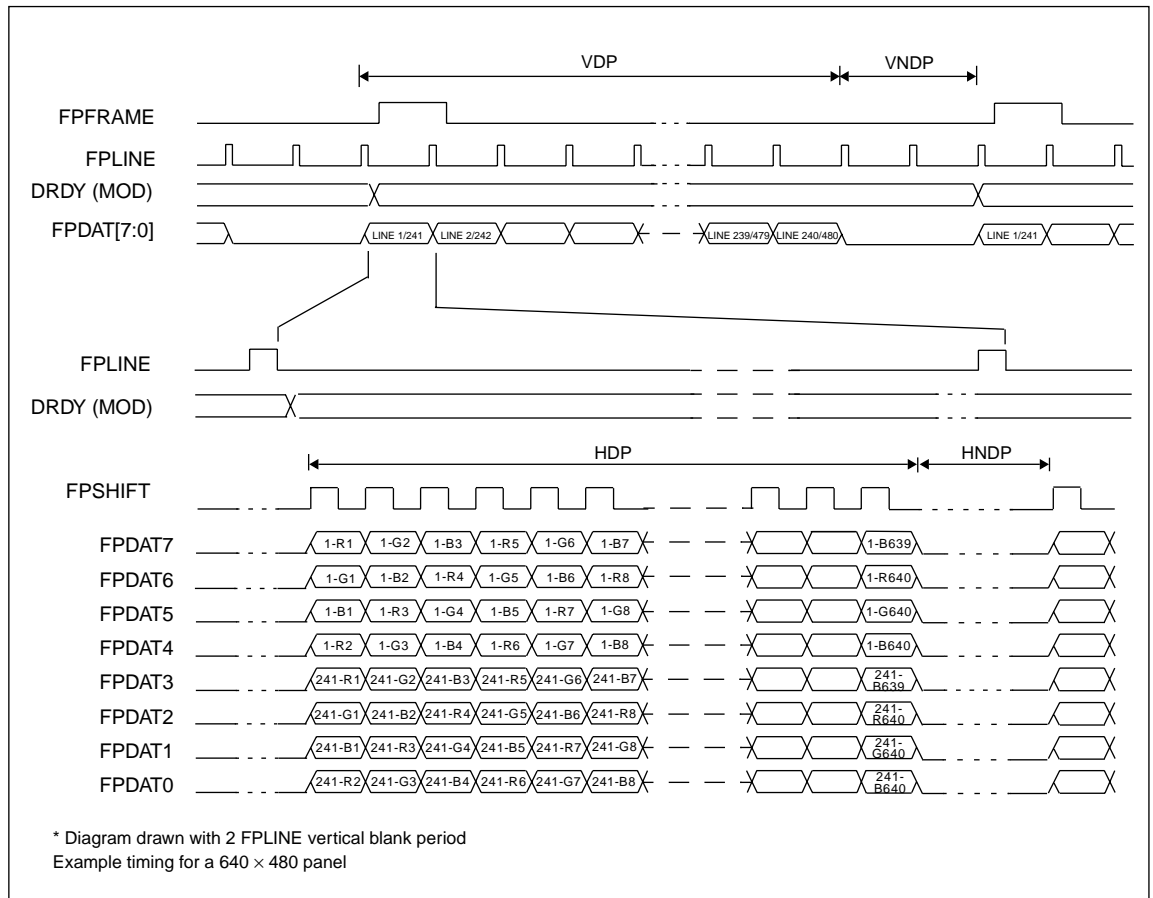 VDP VNDP
FPFRAME
FPLINE
DRDY (MOD)
FPDAT[7:0] LINE 1/241 LINE 2/242 LINE 239/479 LINE 240/480 LINE 1/241
FPLINE
DRDY (MOD)
HDP HNDP
FPSHIFT
FPDAT7 1-R1 1-G2 1-B3 1-R5 1-G6 1-B7 1-B639
FPDAT6 1-G1 1-B2 1-R4 1-G5 1-B6 1-R8 1-R640
FPDAT5 1-B1 1-R3 1-G4 1-B5 1-R7 1-G8 1-G640
FPDAT4 1-R2 1-G3 1-B4 1-R6 1-G7 1-B8 1-B640
FPDAT3 241-R1 241-G2 241-B3 241-R5 241-G6 241-B7 241-B639
FPDAT2 241-G1 241-B2 241-R4 241-G5 241-B6 241-R8 241-R640
FPDAT1 241-B1 241-R3 241-G4 241-B5 241-R7 241-G8 241-G640
FPDAT0 241-R2 241-G3 241-B4 241-R6 241-G7 241-B8 241-B640
* Diagram drawn with 2 FPLINE vertical blank period
Example timing for a 640 × 480 panel